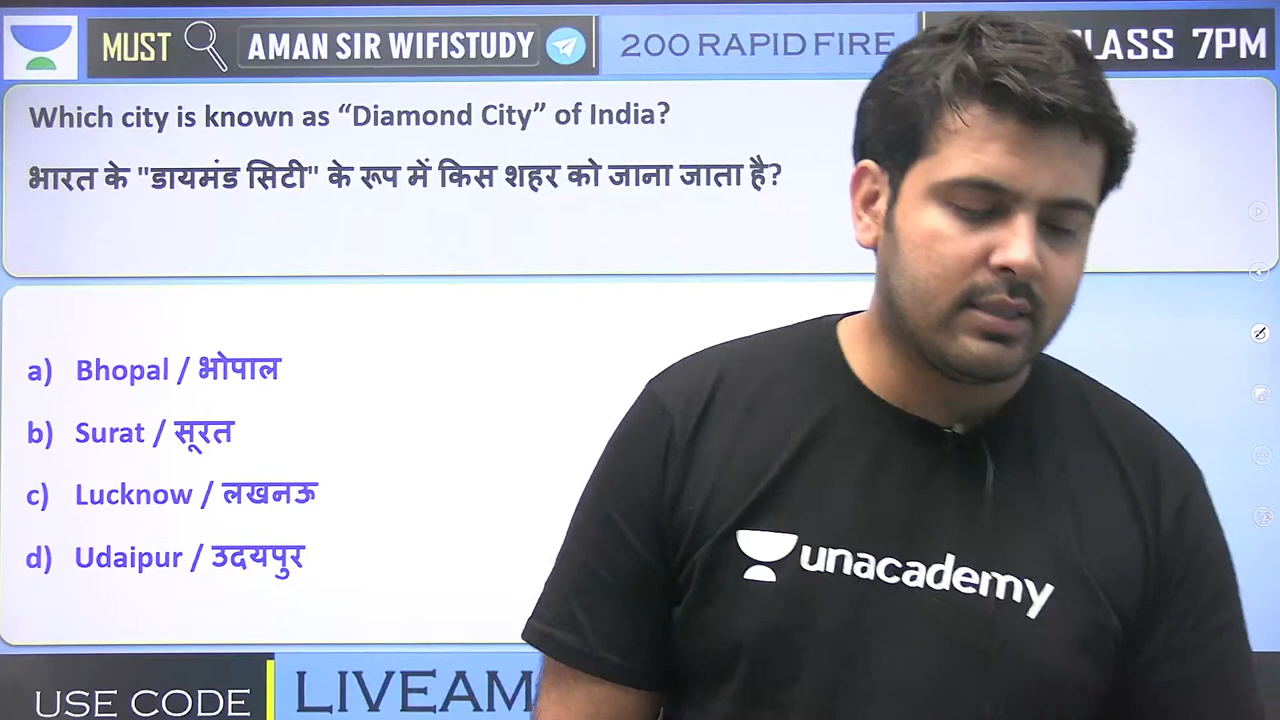 MUST AMAN SIR WIFISTUDY 200 RAPID FIRE LASS 7PM
Which city is known as “Diamond City” of India?
भारत के "डायमंड सिटी" के रूप में किस शहर को जाना जाता है?
a) Bhopal / भोपाल
b) Surat / सूरत
c) Lucknow / लखनऊ
d) Udaipur / उदयपुर
unacademy
USE CODE LIVEAM